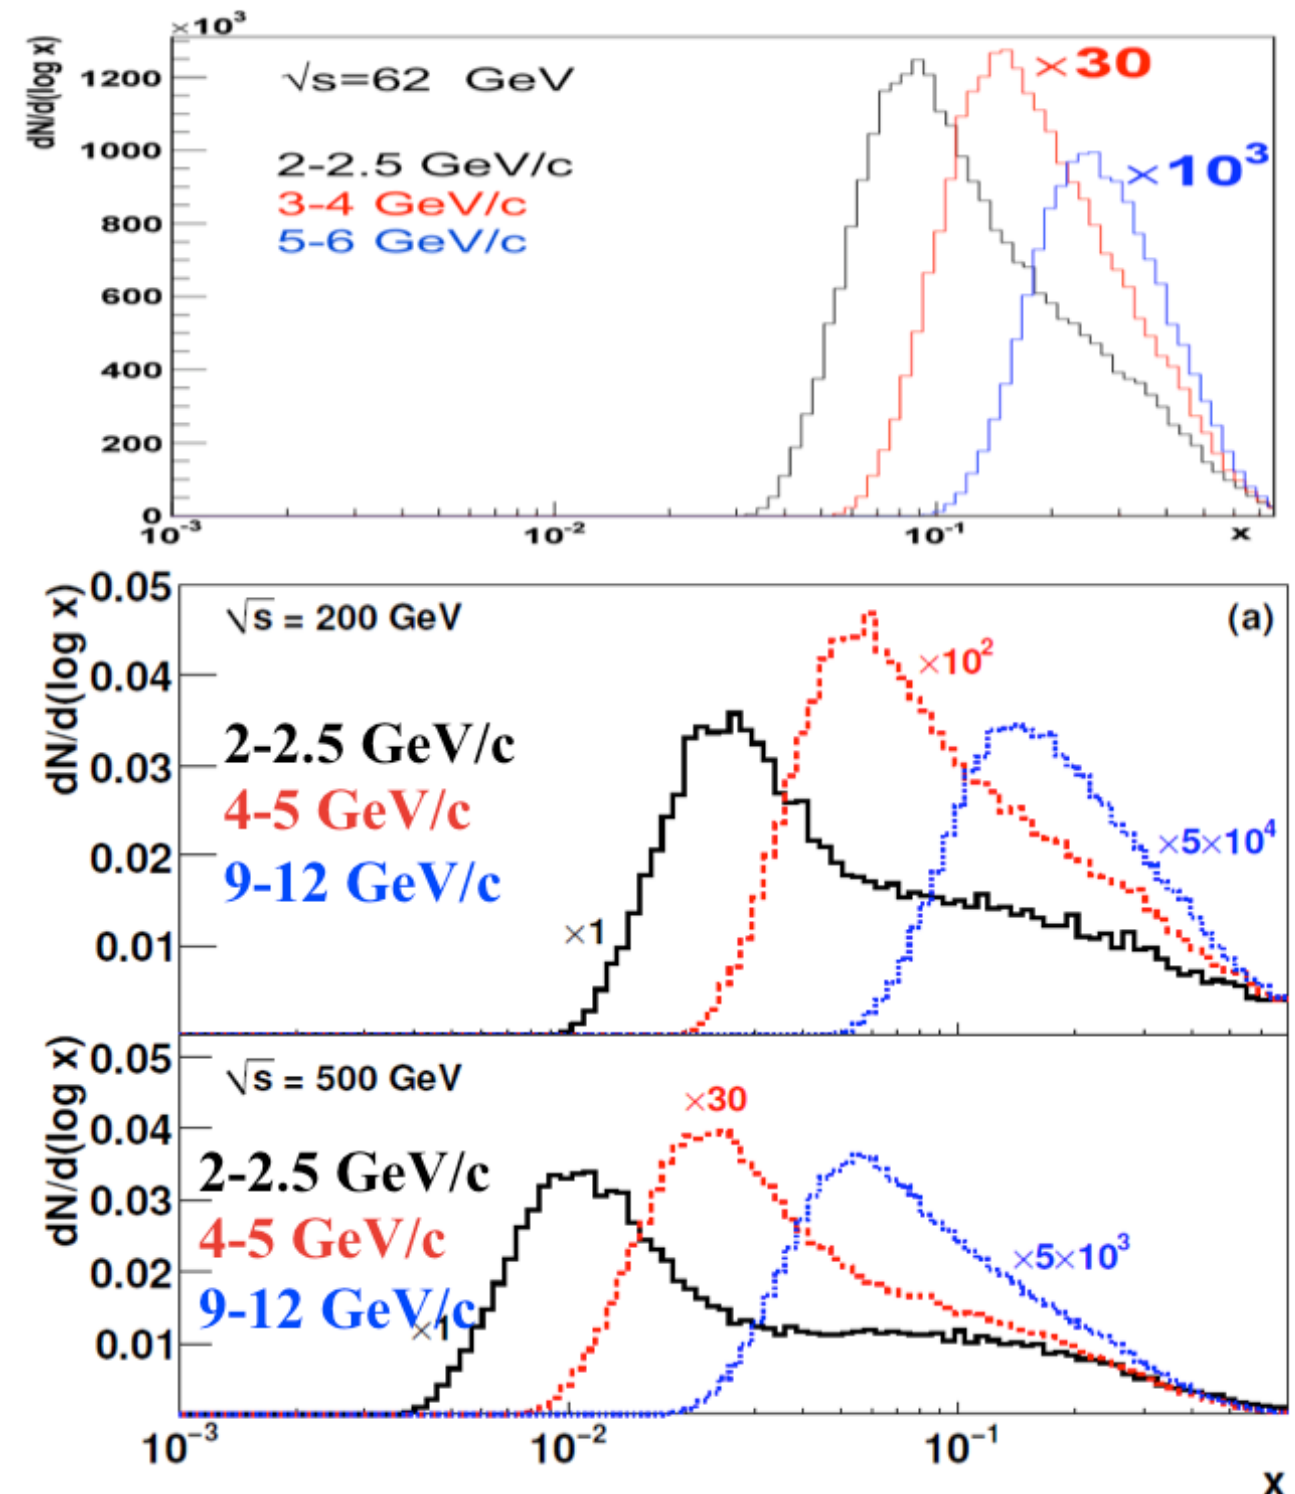 ×10³
dN/d(log x)
1200
1000
800
600
400
200
0
√s=62 GeV
2-2.5 GeV/c
3-4 GeV/c
5-6 GeV/c
×30
×10³
10⁻³
10⁻²
10⁻¹
x
dN/d(log x)
0.05
0.04
0.03
0.02
0.01
√s = 200 GeV
(a)
2-2.5 GeV/c
4-5 GeV/c
9-12 GeV/c
×1
×10²
×5×10⁴
dN/d(log x)
0.05
0.04
0.03
0.02
0.01
√s = 500 GeV
2-2.5 GeV/c
4-5 GeV/c
9-12 GeV/c
×1
×30
×5×10³
10⁻³
10⁻²
10⁻¹
x